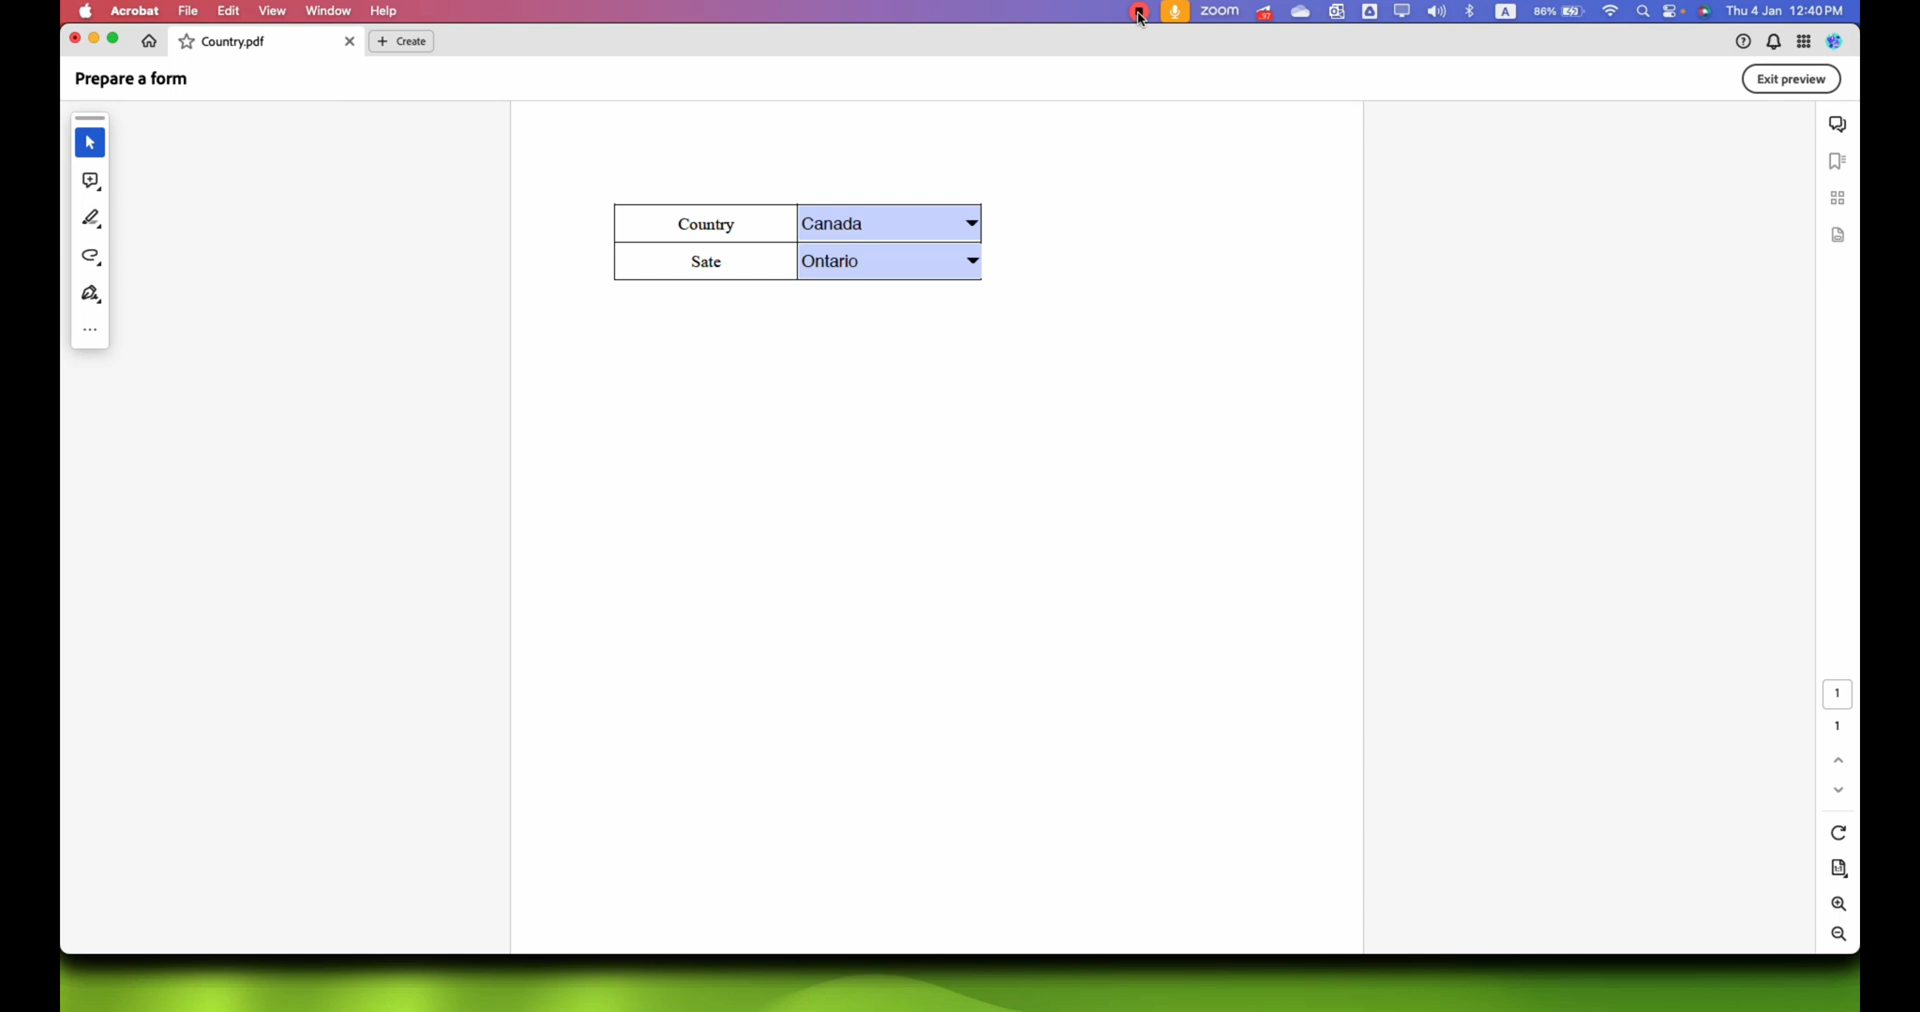 Acrobat File Edit View Window Help zoom 37 A 86% Thu 4 Jan 12:40 PM
Country.pdf Create
Prepare a form Exit preview
Country Canada
Sate Ontario
1
1